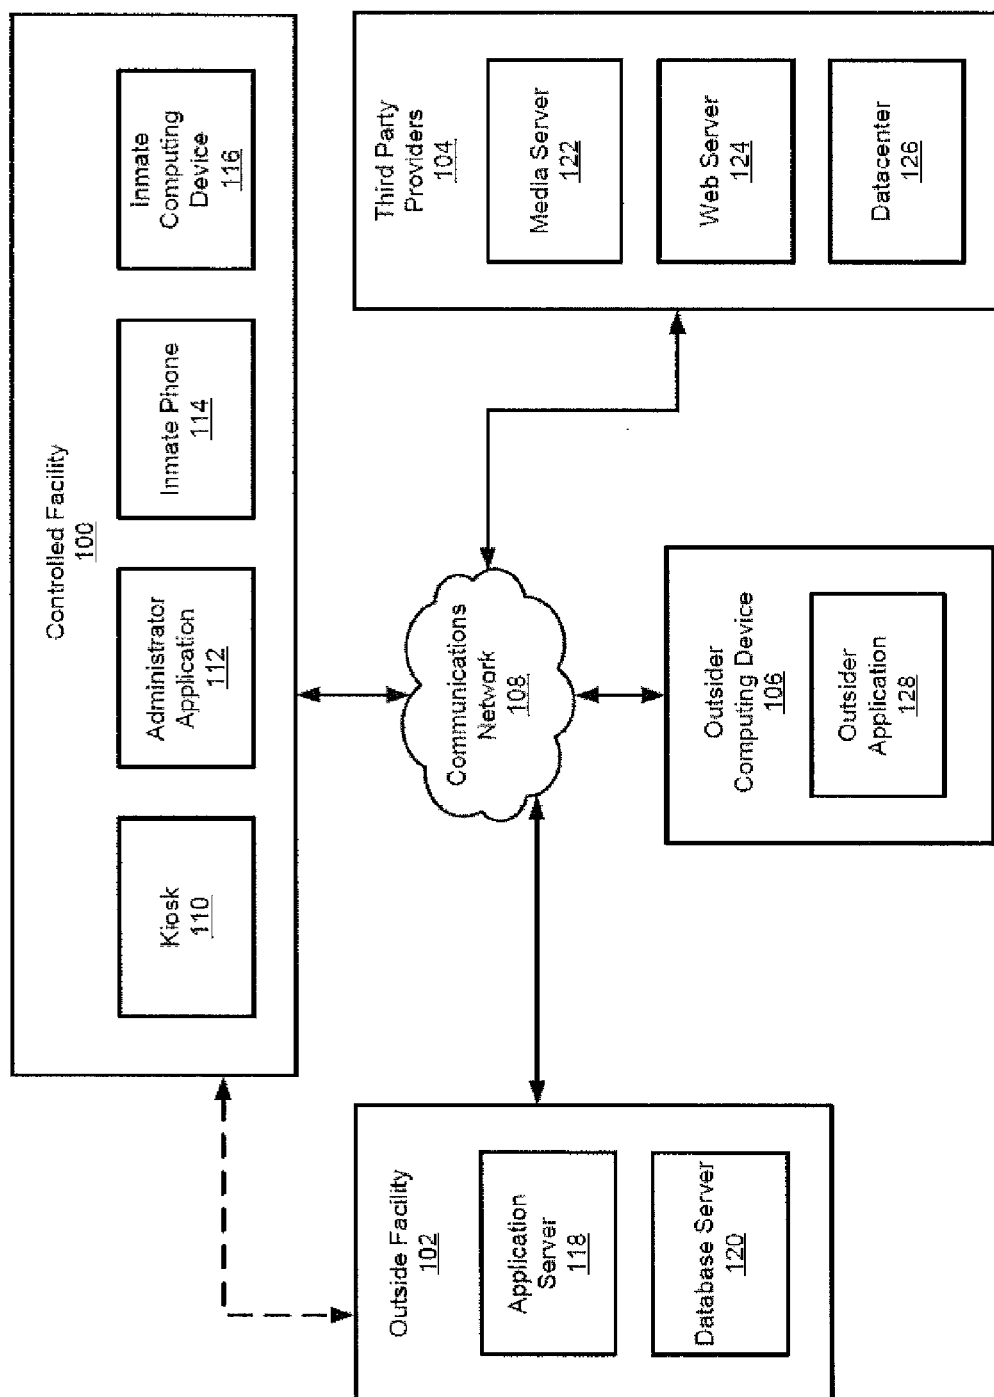 Controlled Facility
100
Kiosk
110
Administrator
Application
112
Inmate Phone
114
Inmate
Computing
Device
116
Communications
Network
108
Outside Facility
102
Application
Server
118
Database Server
120
Outsider
Computing Device
106
Outsider
Application
128
Third Party
Providers
104
Media Server
122
Web Server
124
Datacenter
126